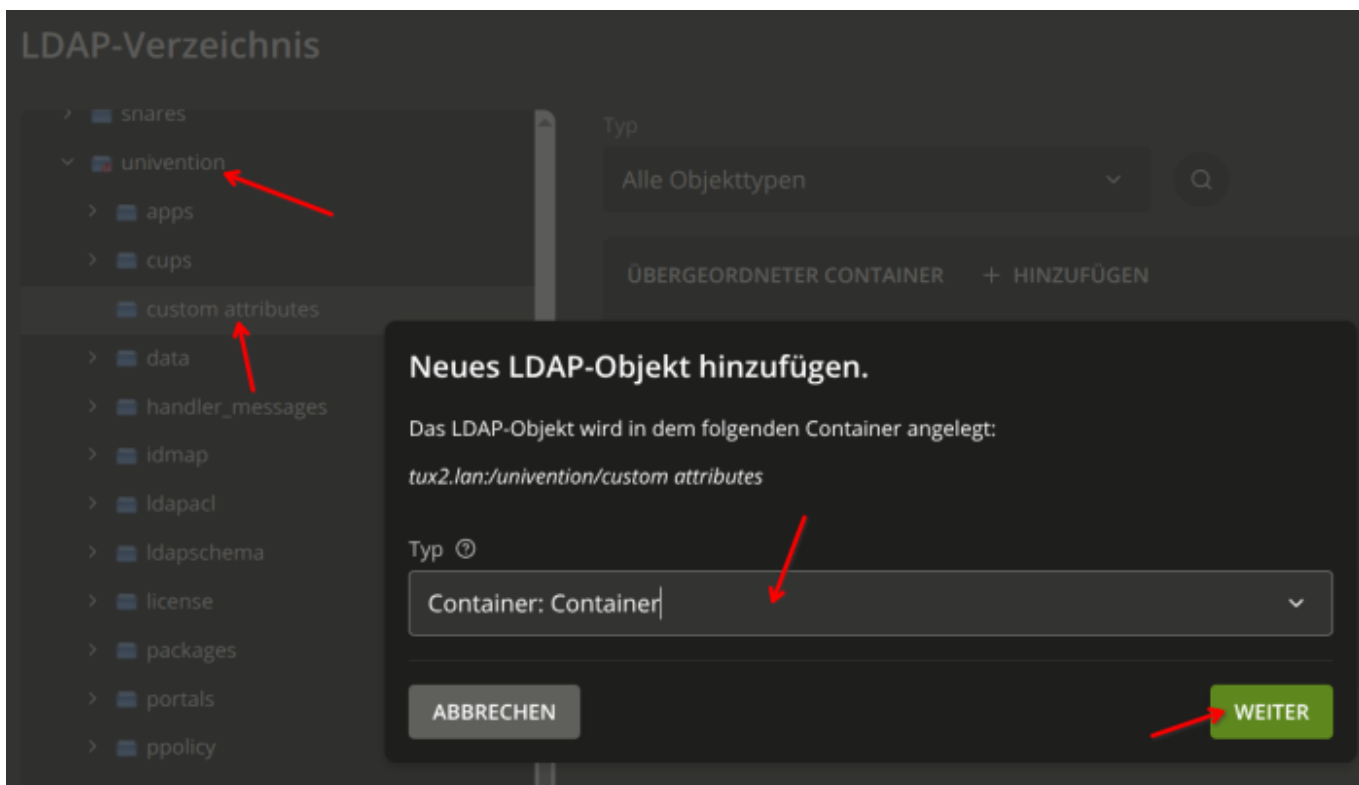 LDAP-Verzeichnis
shares
univention
apps
cups
custom attributes
data
handler_messages
idmap
ldapacl
ldapschema
license
packages
portals
ppolicy
Typ
Alle Objekttypen
ÜBERGEORDNETER CONTAINER + HINZUFÜGEN
Neues LDAP-Objekt hinzufügen.
Das LDAP-Objekt wird in dem folgenden Container angelegt:
tux2.lan:/univention/custom attributes
Typ
Container: Container
ABBRECHEN WEITER